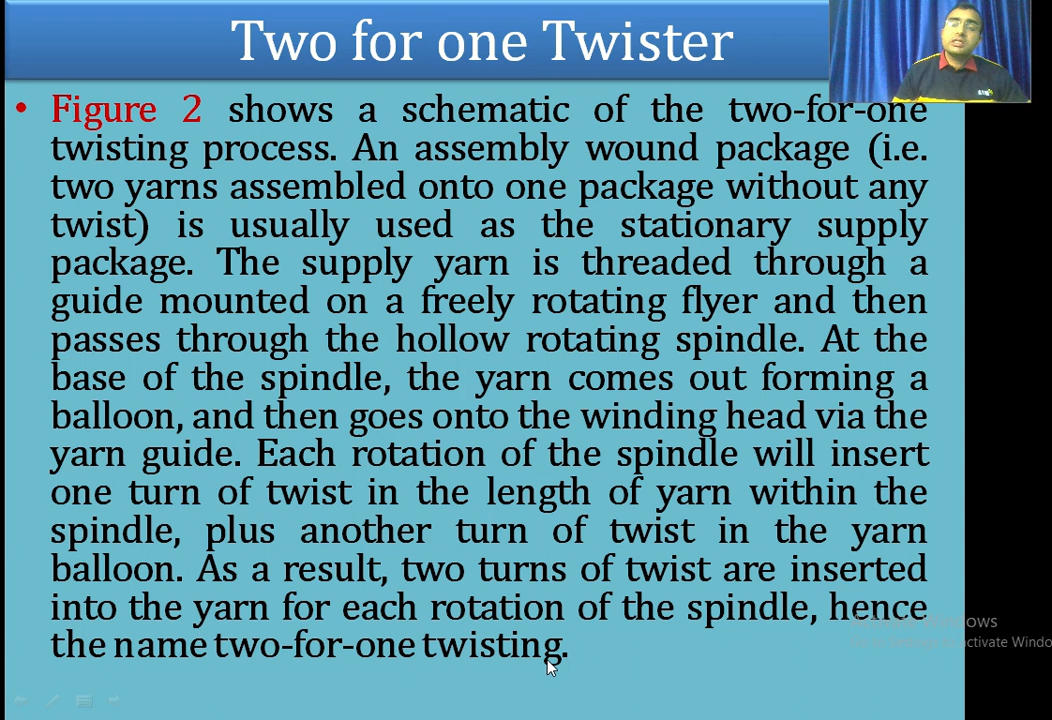 Two for one Twister
• Figure 2 shows a schematic of the two-for-one
twisting process. An assembly wound package (i.e.
two yarns assembled onto one package without any
twist) is usually used as the stationary supply
package. The supply yarn is threaded through a
guide mounted on a freely rotating flyer and then
passes through the hollow rotating spindle. At the
base of the spindle, the yarn comes out forming a
balloon, and then goes onto the winding head via the
yarn guide. Each rotation of the spindle will insert
one turn of twist in the length of yarn within the
spindle, plus another turn of twist in the yarn
balloon. As a result, two turns of twist are inserted
into the yarn for each rotation of the spindle, hence
the name two-for-one twisting.